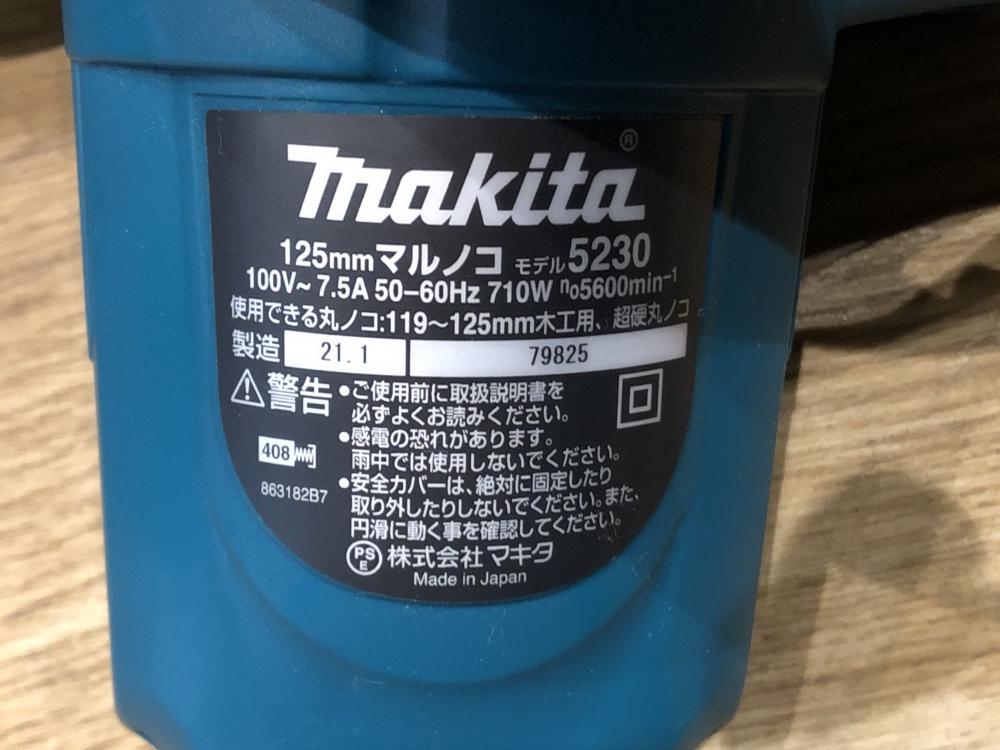 makita®
125mmマルノコ モデル5230
100V~ 7.5A 50-60Hz 710W n₀5600min⁻¹
使用できる丸ノコ:119~125mm木工用、超硬丸ノコ
製造 21.1 79825
警告 •ご使用前に取扱説明書を
必ずよくお読みください。
•感電の恐れがあります。
雨中では使用しないでください。
408
•安全カバーは、絶対に固定したり
863182B7
取り外したりしないでください。また、
円滑に動く事を確認してください。
PSE 株式会社 マキタ
Made in Japan